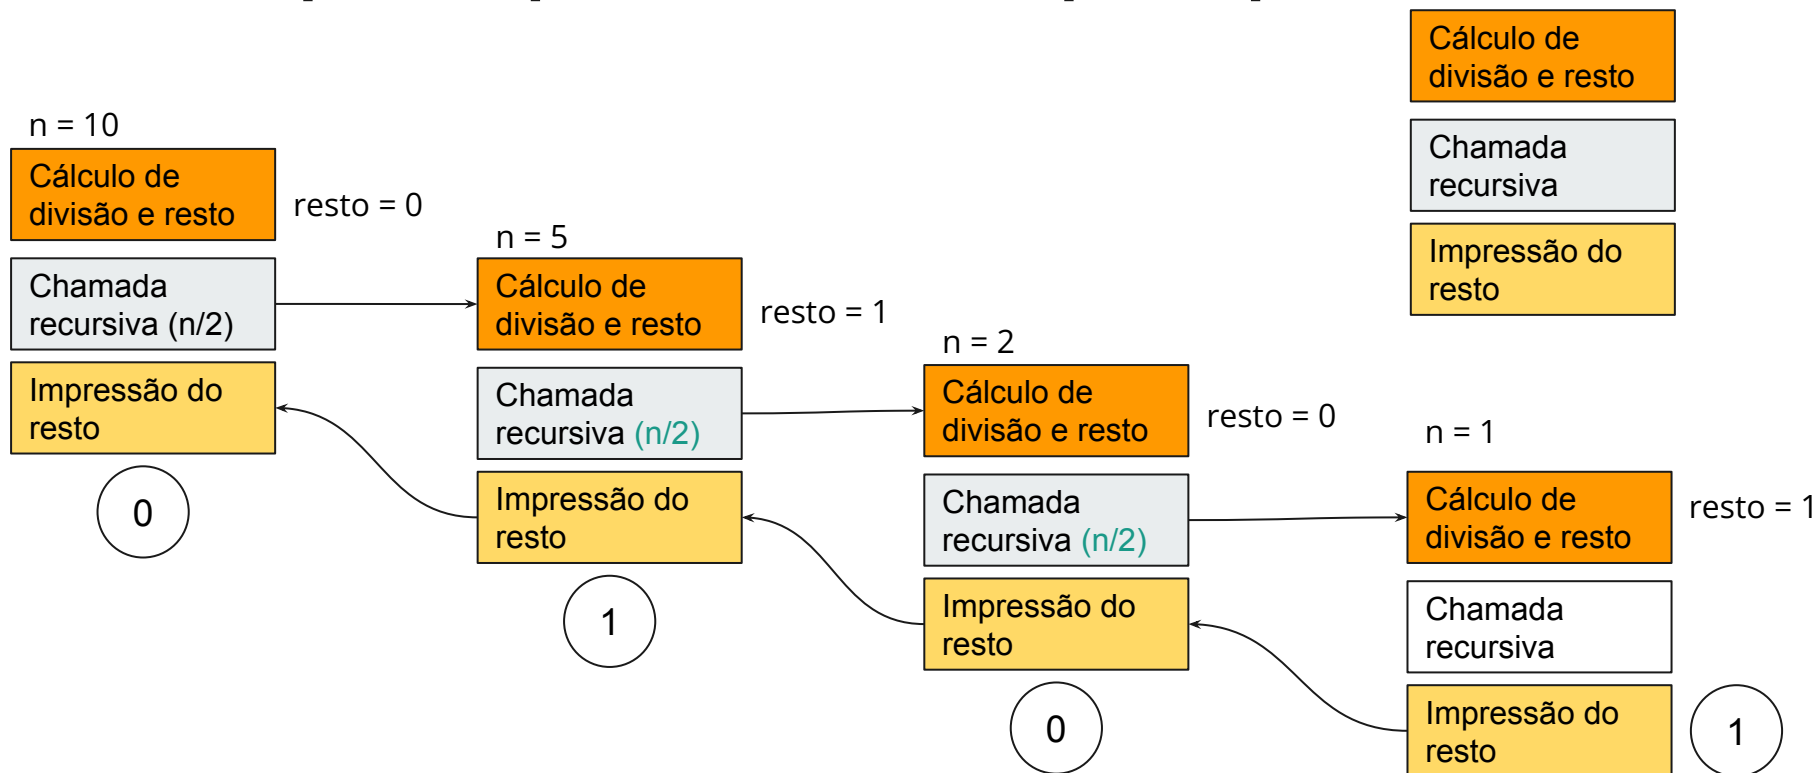 n = 10
Cálculo de
divisão e resto
resto = 0
Chamada
recursiva (n/2)
Impressão do
resto
0
n = 5
Cálculo de
divisão e resto
resto = 1
Chamada
recursiva (n/2)
Impressão do
resto
1
n = 2
Cálculo de
divisão e resto
resto = 0
Chamada
recursiva (n/2)
Impressão do
resto
0
Cálculo de
divisão e resto
Chamada
recursiva
Impressão do
resto
n = 1
Cálculo de
divisão e resto
resto = 1
Chamada
recursiva
Impressão do
resto
1